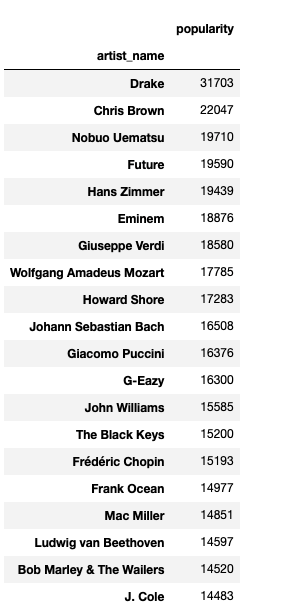 popularity
artist_name
Drake 31703
Chris Brown 22047
Nobuo Uematsu 19710
Future 19590
Hans Zimmer 19439
Eminem 18876
Giuseppe Verdi 18580
Wolfgang Amadeus Mozart 17785
Howard Shore 17283
Johann Sebastian Bach 16508
Giacomo Puccini 16376
G-Eazy 16300
John Williams 15585
The Black Keys 15200
Frédéric Chopin 15193
Frank Ocean 14977
Mac Miller 14851
Ludwig van Beethoven 14597
Bob Marley & The Wailers 14520
J. Cole 14483